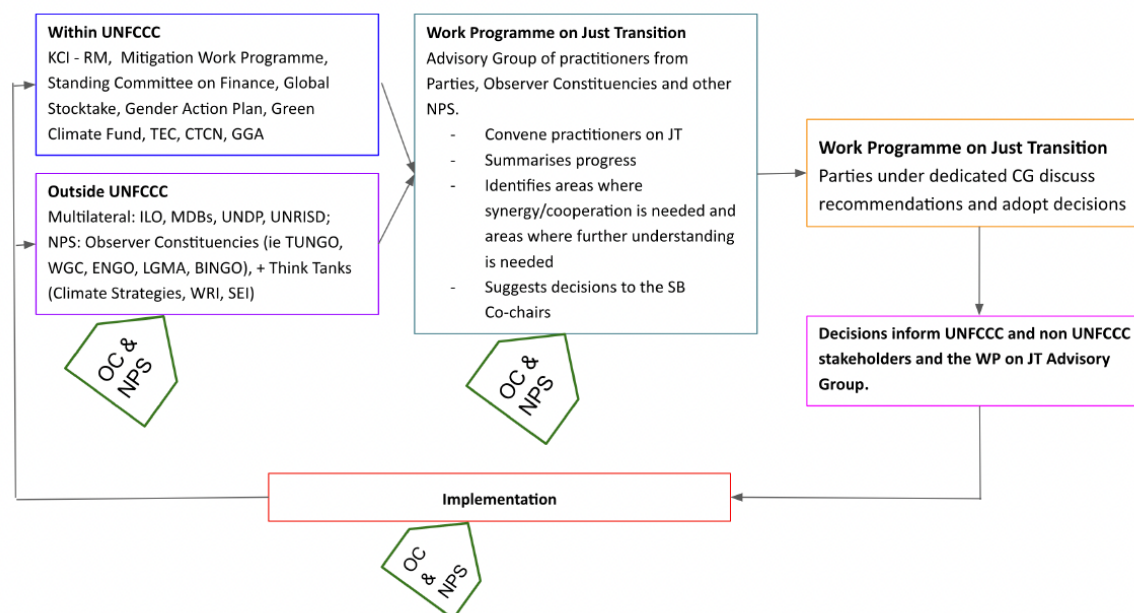 Within UNFCCC
KCI - RM, Mitigation Work Programme,
Standing Committee on Finance, Global
Stocktake, Gender Action Plan, Green
Climate Fund, TEC, CTCN, GGA
Outside UNFCCC
Multilateral: ILO, MDBs, UNDP, UNRISD;
NPS: Observer Constituencies (ie TUNGO,
WGC, ENGO, LGMA, BINGO), + Think Tanks
(Climate Strategies, WRI, SEI)
OC &
NPS
Work Programme on Just Transition
Advisory Group of practitioners from
Parties, Observer Constituencies and other
NPS.
- Convene practitioners on JT
- Summarises progress
- Identifies areas where
synergy/cooperation is needed and
areas where further understanding
is needed
- Suggests decisions to the SB
Co-chairs
OC &
NPS
Work Programme on Just Transition
Parties under dedicated CG discuss
recommendations and adopt decisions
Decisions inform UNFCCC and non UNFCCC
stakeholders and the WP on JT Advisory
Group.
Implementation
OC
&
NPS